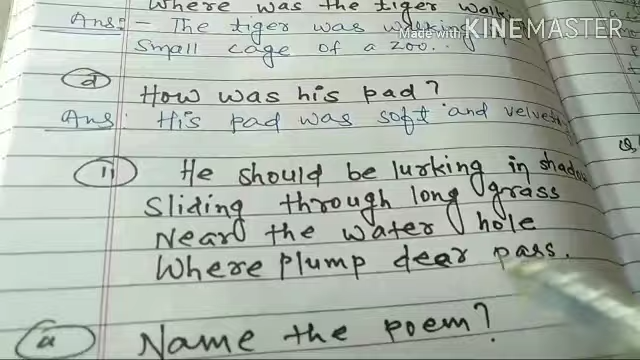 Where was the tiger
Ans:- The tiger was walking
Small cage of a zoo..
Made with KINEMASTER
d How was his pad?
Ans: His pad was soft and
ii He should be lurking in
Sliding through long grass
Near the water hole
Where plump dear pass.
a Name the poem?